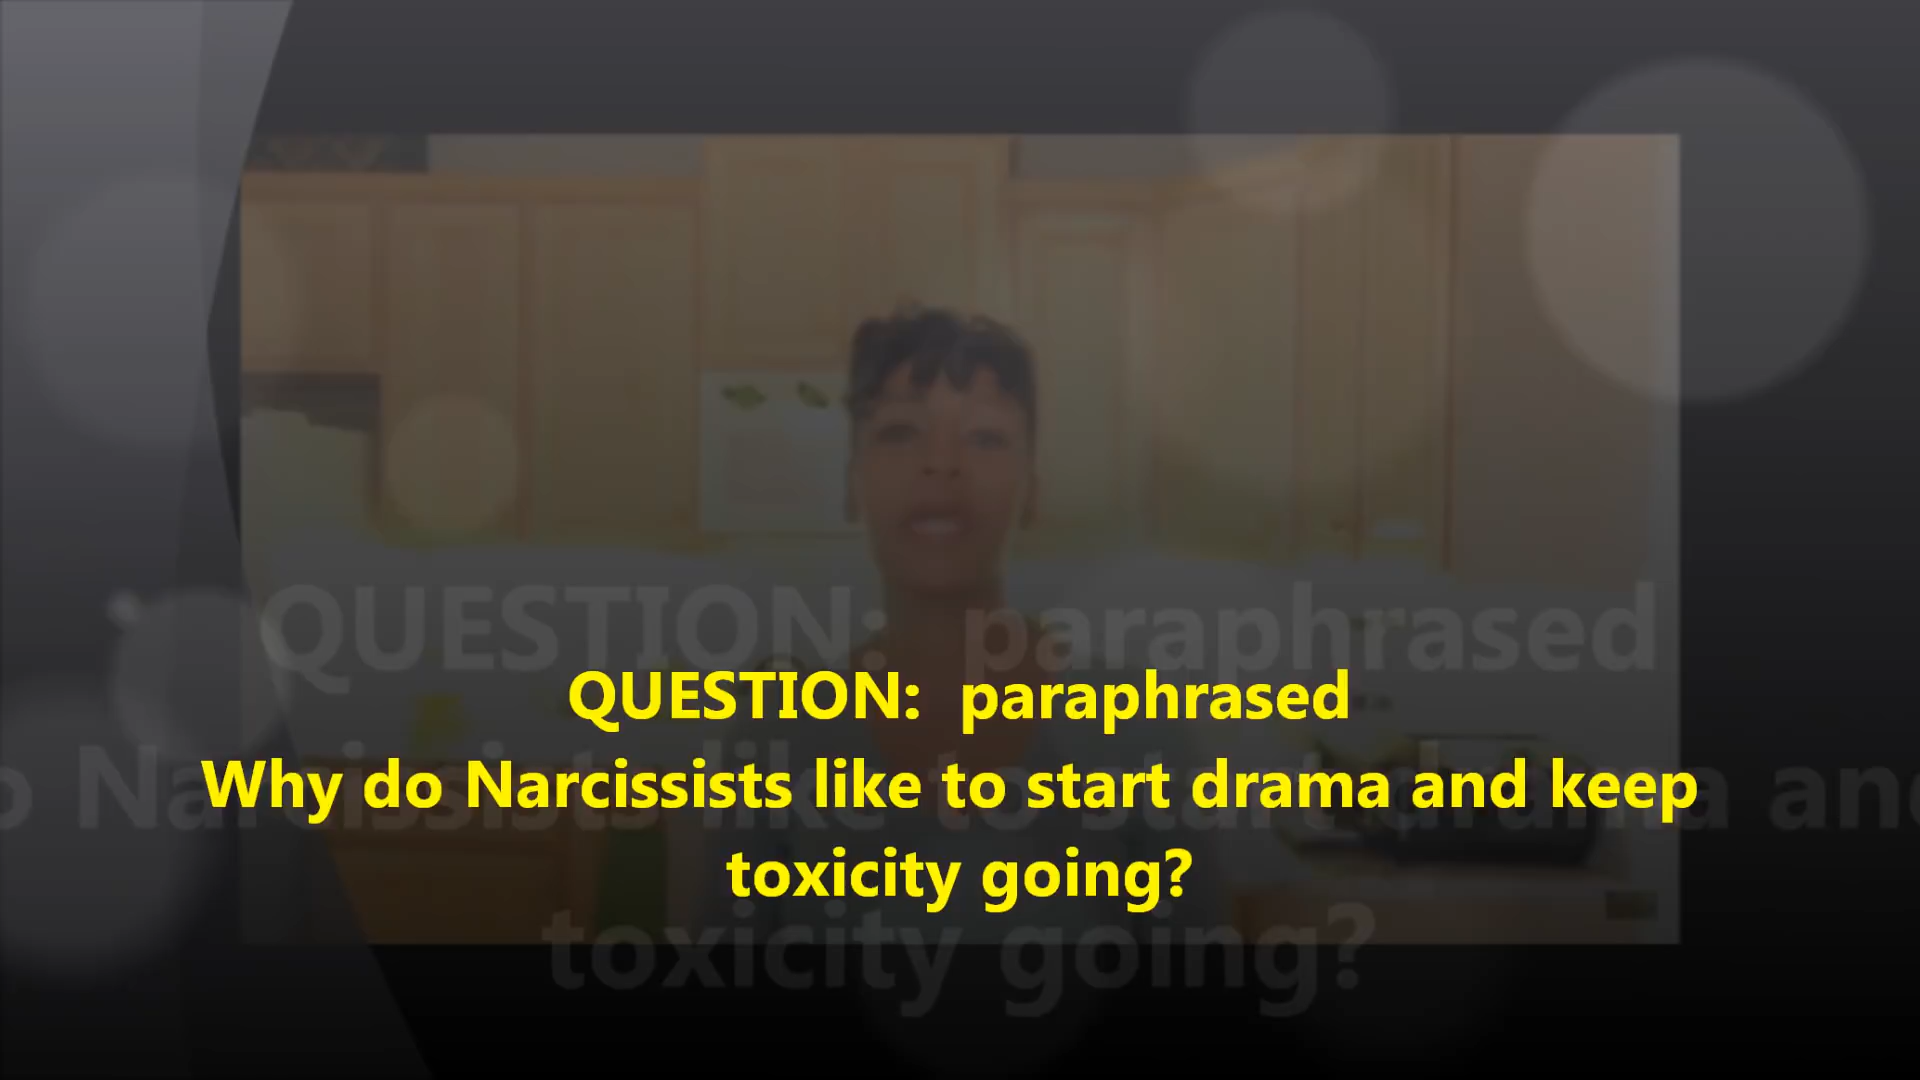 QUESTION:  paraphrased
Why do Narcissists like to start drama and keep
toxicity going?